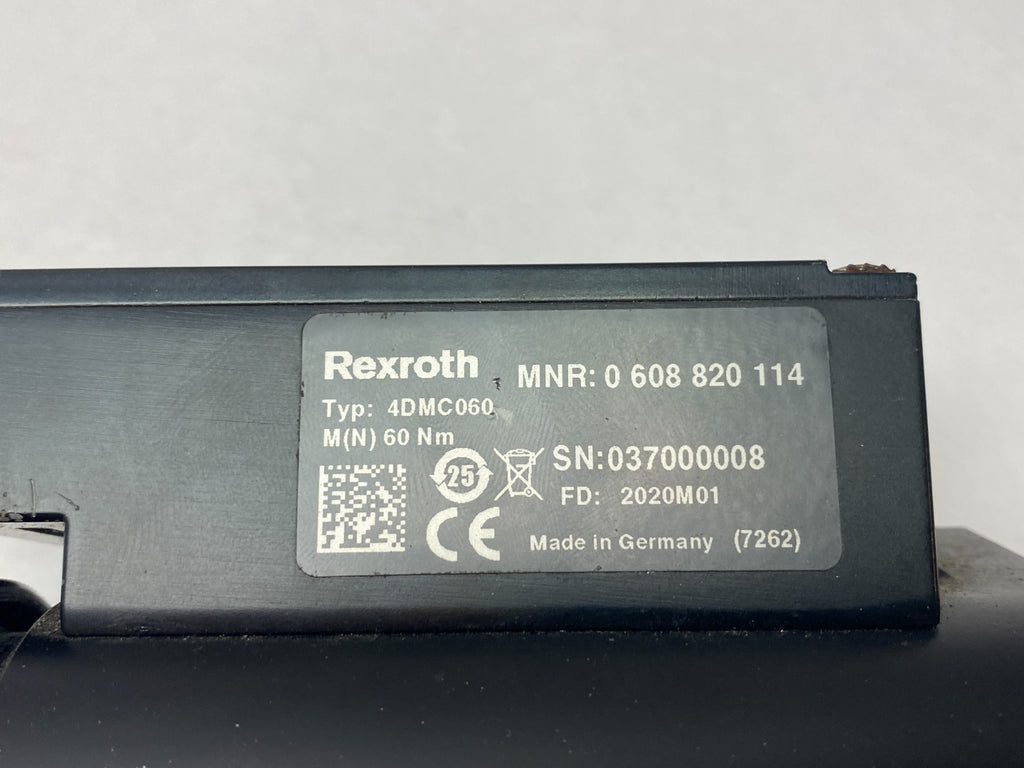 Rexroth
MNR: 0 608 820 114
Typ: 4DMC060
M(N) 60 Nm
25
SN:037000008
FD: 2020M01
CE
Made in Germany (7262)